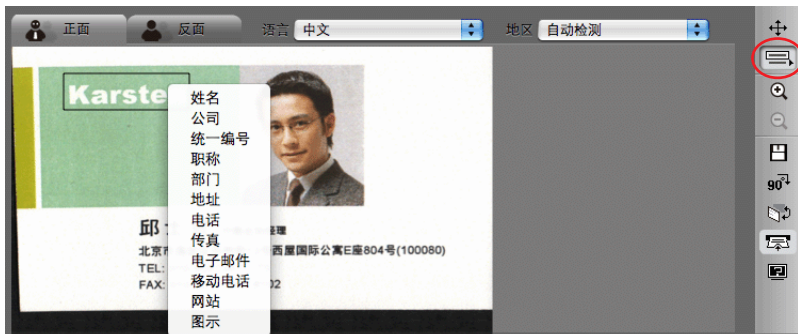 正面
反面
语言
中文
地区
自动检测
Karste
姓名
公司
统一编号
职称
部门
地址
电话
传真
电子邮件
移动电话
网站
图示
邱
理
北京
西屋国际公寓E座804号(100080)
TEL:
FAX:
02
90°